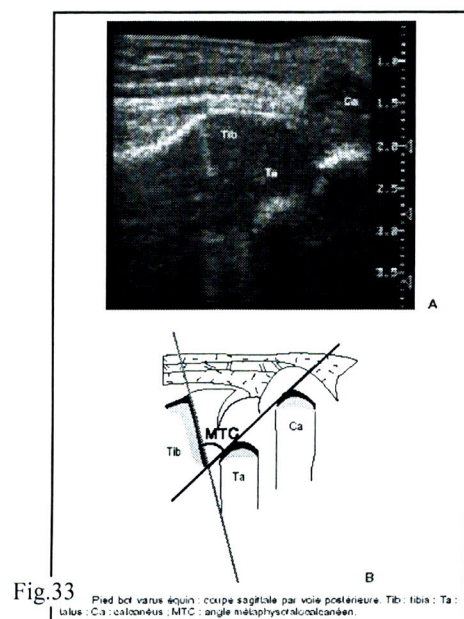 1.0
Ca
1.5
Tib
2.0
Ta
2.5
3.0
3.5
A
MTC
Ca
Tib
Ta
B
Fig.33 Pied bot varus équin : coupe sagittale par voie postérieure. Tib : tibia ; Ta :
talus ; Ca : calcanéus ; MTC : angle métaphysotalocalcanéen.